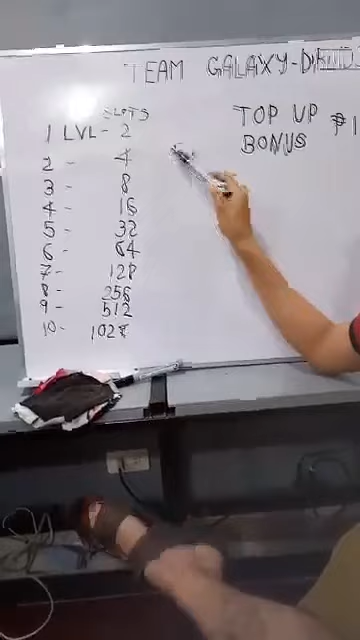 TEAM GALLAXY-
SLOTS
1 LVL - 2
2 - 4
3 - 8
4 - 16
5 - 32
6 - 64
7 - 128
8 - 256
9 - 512
10 - 1028
TOP UP ₱1
BONUS